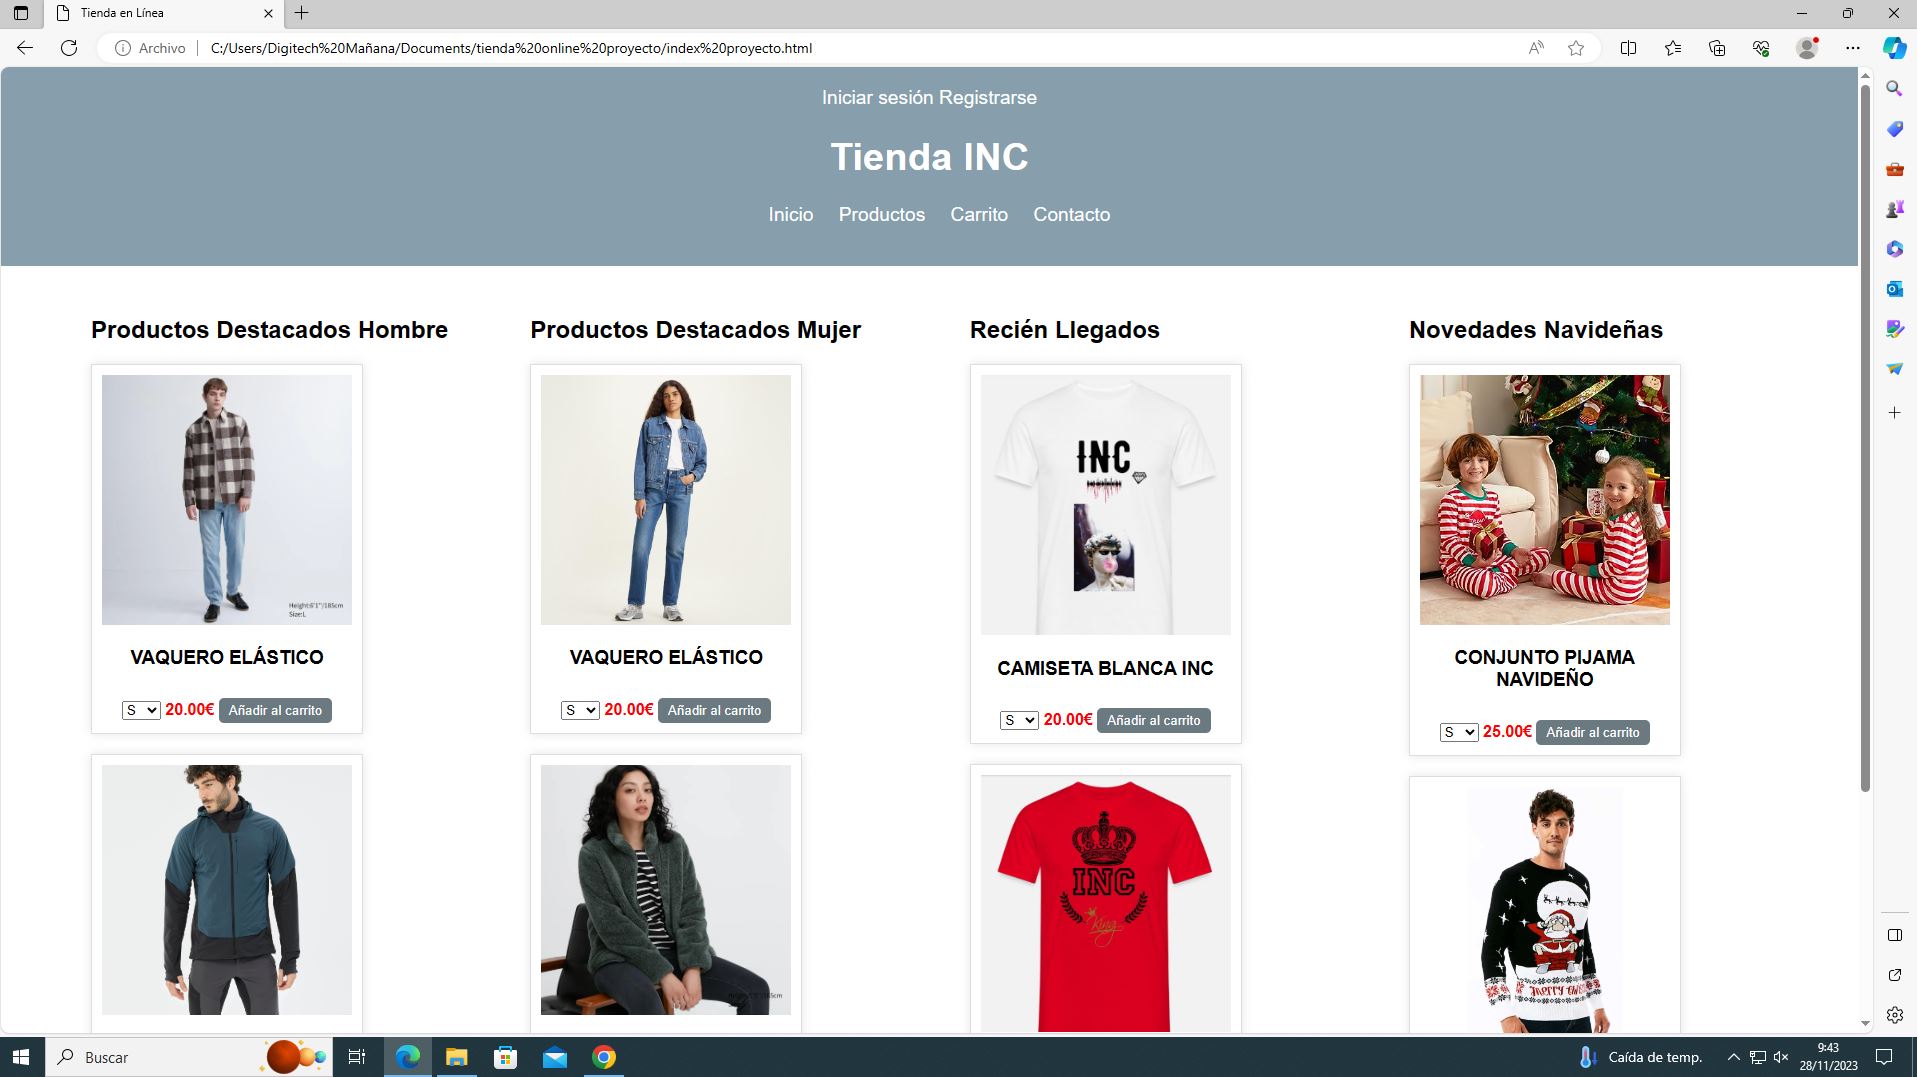 Tienda en Línea
Archivo
C:/Users/Digitech%20Mañana/Documents/tienda%20online%20proyecto/index%20proyecto.html
Iniciar sesión Registrarse
Tienda INC
Inicio Productos Carrito Contacto
Productos Destacados Hombre
Productos Destacados Mujer
Recién Llegados
Novedades Navideñas
Height:6'1"/185cm
Size:L
INC
VAQUERO ELÁSTICO
S 20.00€ Añadir al carrito
VAQUERO ELÁSTICO
S 20.00€ Añadir al carrito
CAMISETA BLANCA INC
S 20.00€ Añadir al carrito
CONJUNTO PIJAMA
NAVIDEÑO
S 25.00€ Añadir al carrito
INC
King
Buscar
Caída de temp.
9:43
28/11/2023